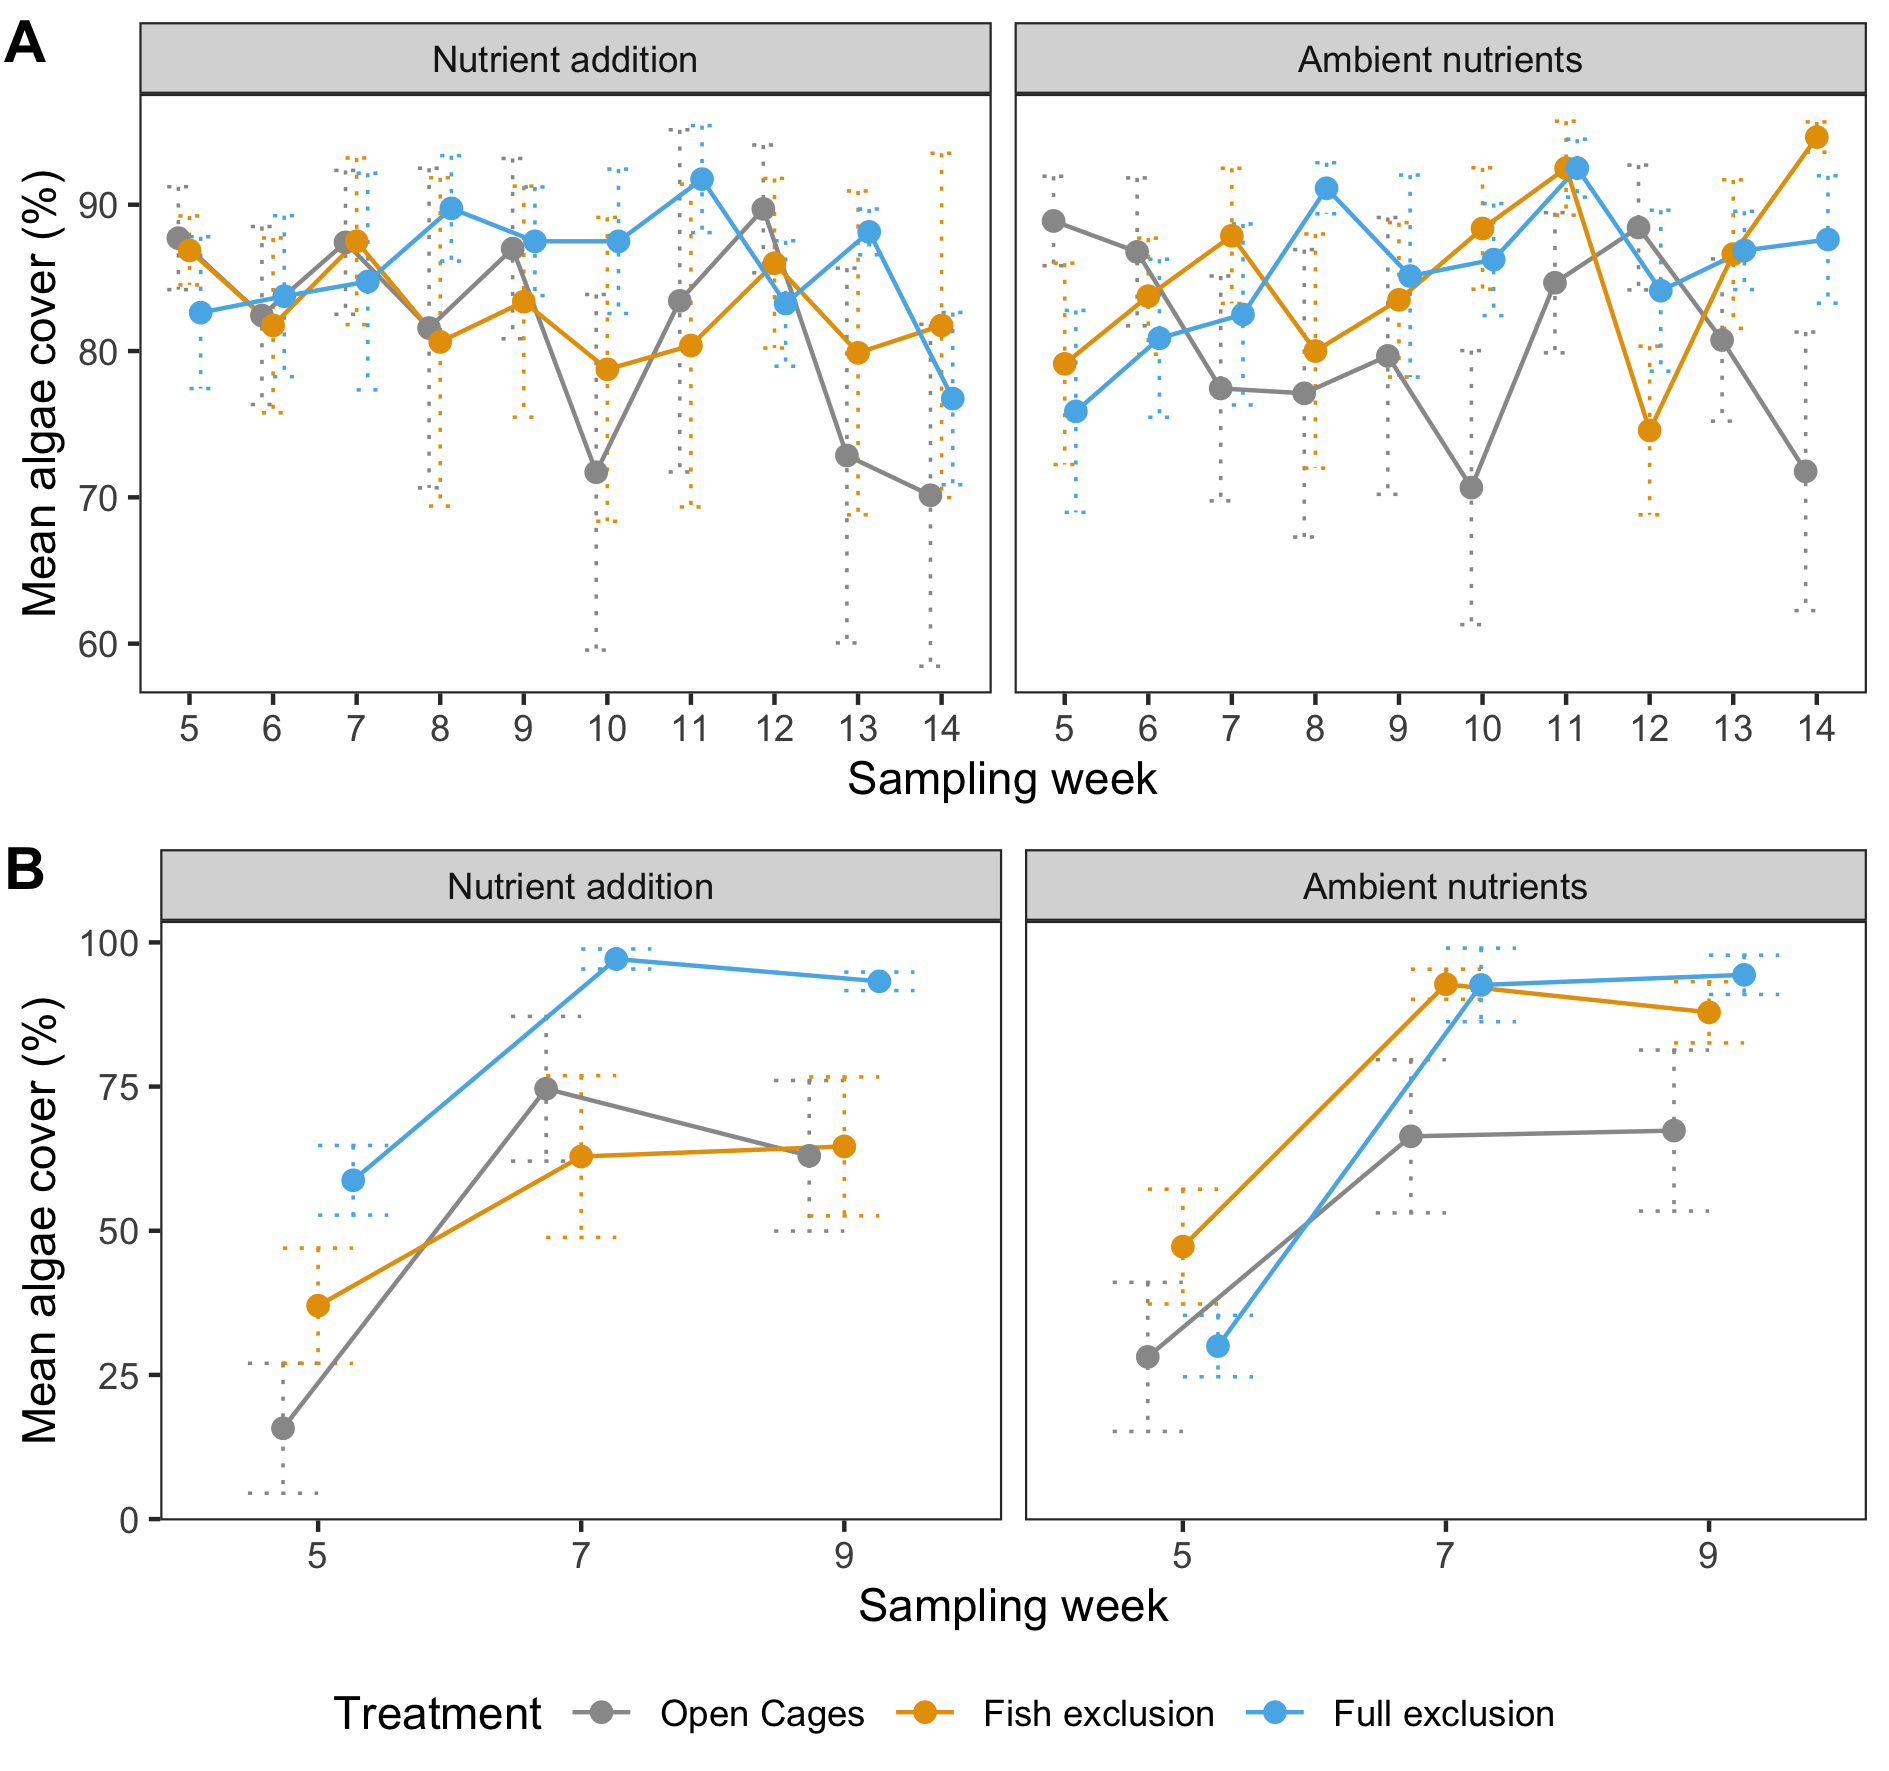 A
Nutrient addition
Ambient nutrients
Mean algae cover (%)
90
80
70
60
5 6 7 8 9 10 11 12 13 14
5 6 7 8 9 10 11 12 13 14
Sampling week
B
Nutrient addition
Ambient nutrients
Mean algae cover (%)
100
75
50
25
0
5 7 9
5 7 9
Sampling week
Treatment Open Cages Fish exclusion Full exclusion